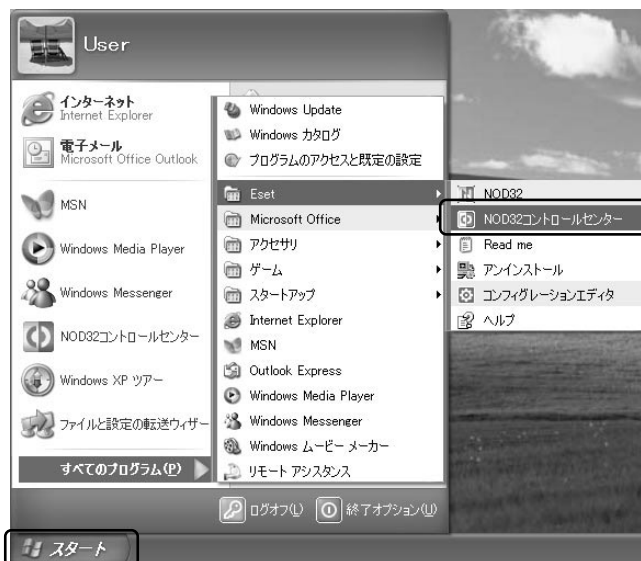 User
インターネット
Internet Explorer
電子メール
Microsoft Office Outlook
MSN
Windows Media Player
Windows Messenger
NOD32コントロールセンター
Windows XP ツアー
ファイルと設定の転送ウィザー
すべてのプログラム(P)
Windows Update
Windows カタログ
プログラムのアクセスと既定の設定
Eset
Microsoft Office
アクセサリ
ゲーム
スタートアップ
Internet Explorer
MSN
Outlook Express
Windows Media Player
Windows Messenger
Windows ムービー メーカー
リモート アシスタンス
NOD32
NOD32コントロールセンター
Read me
アンインストール
コンフィグレーションエディタ
ヘルプ
ログオフ(L)
終了オプション(U)
スタート